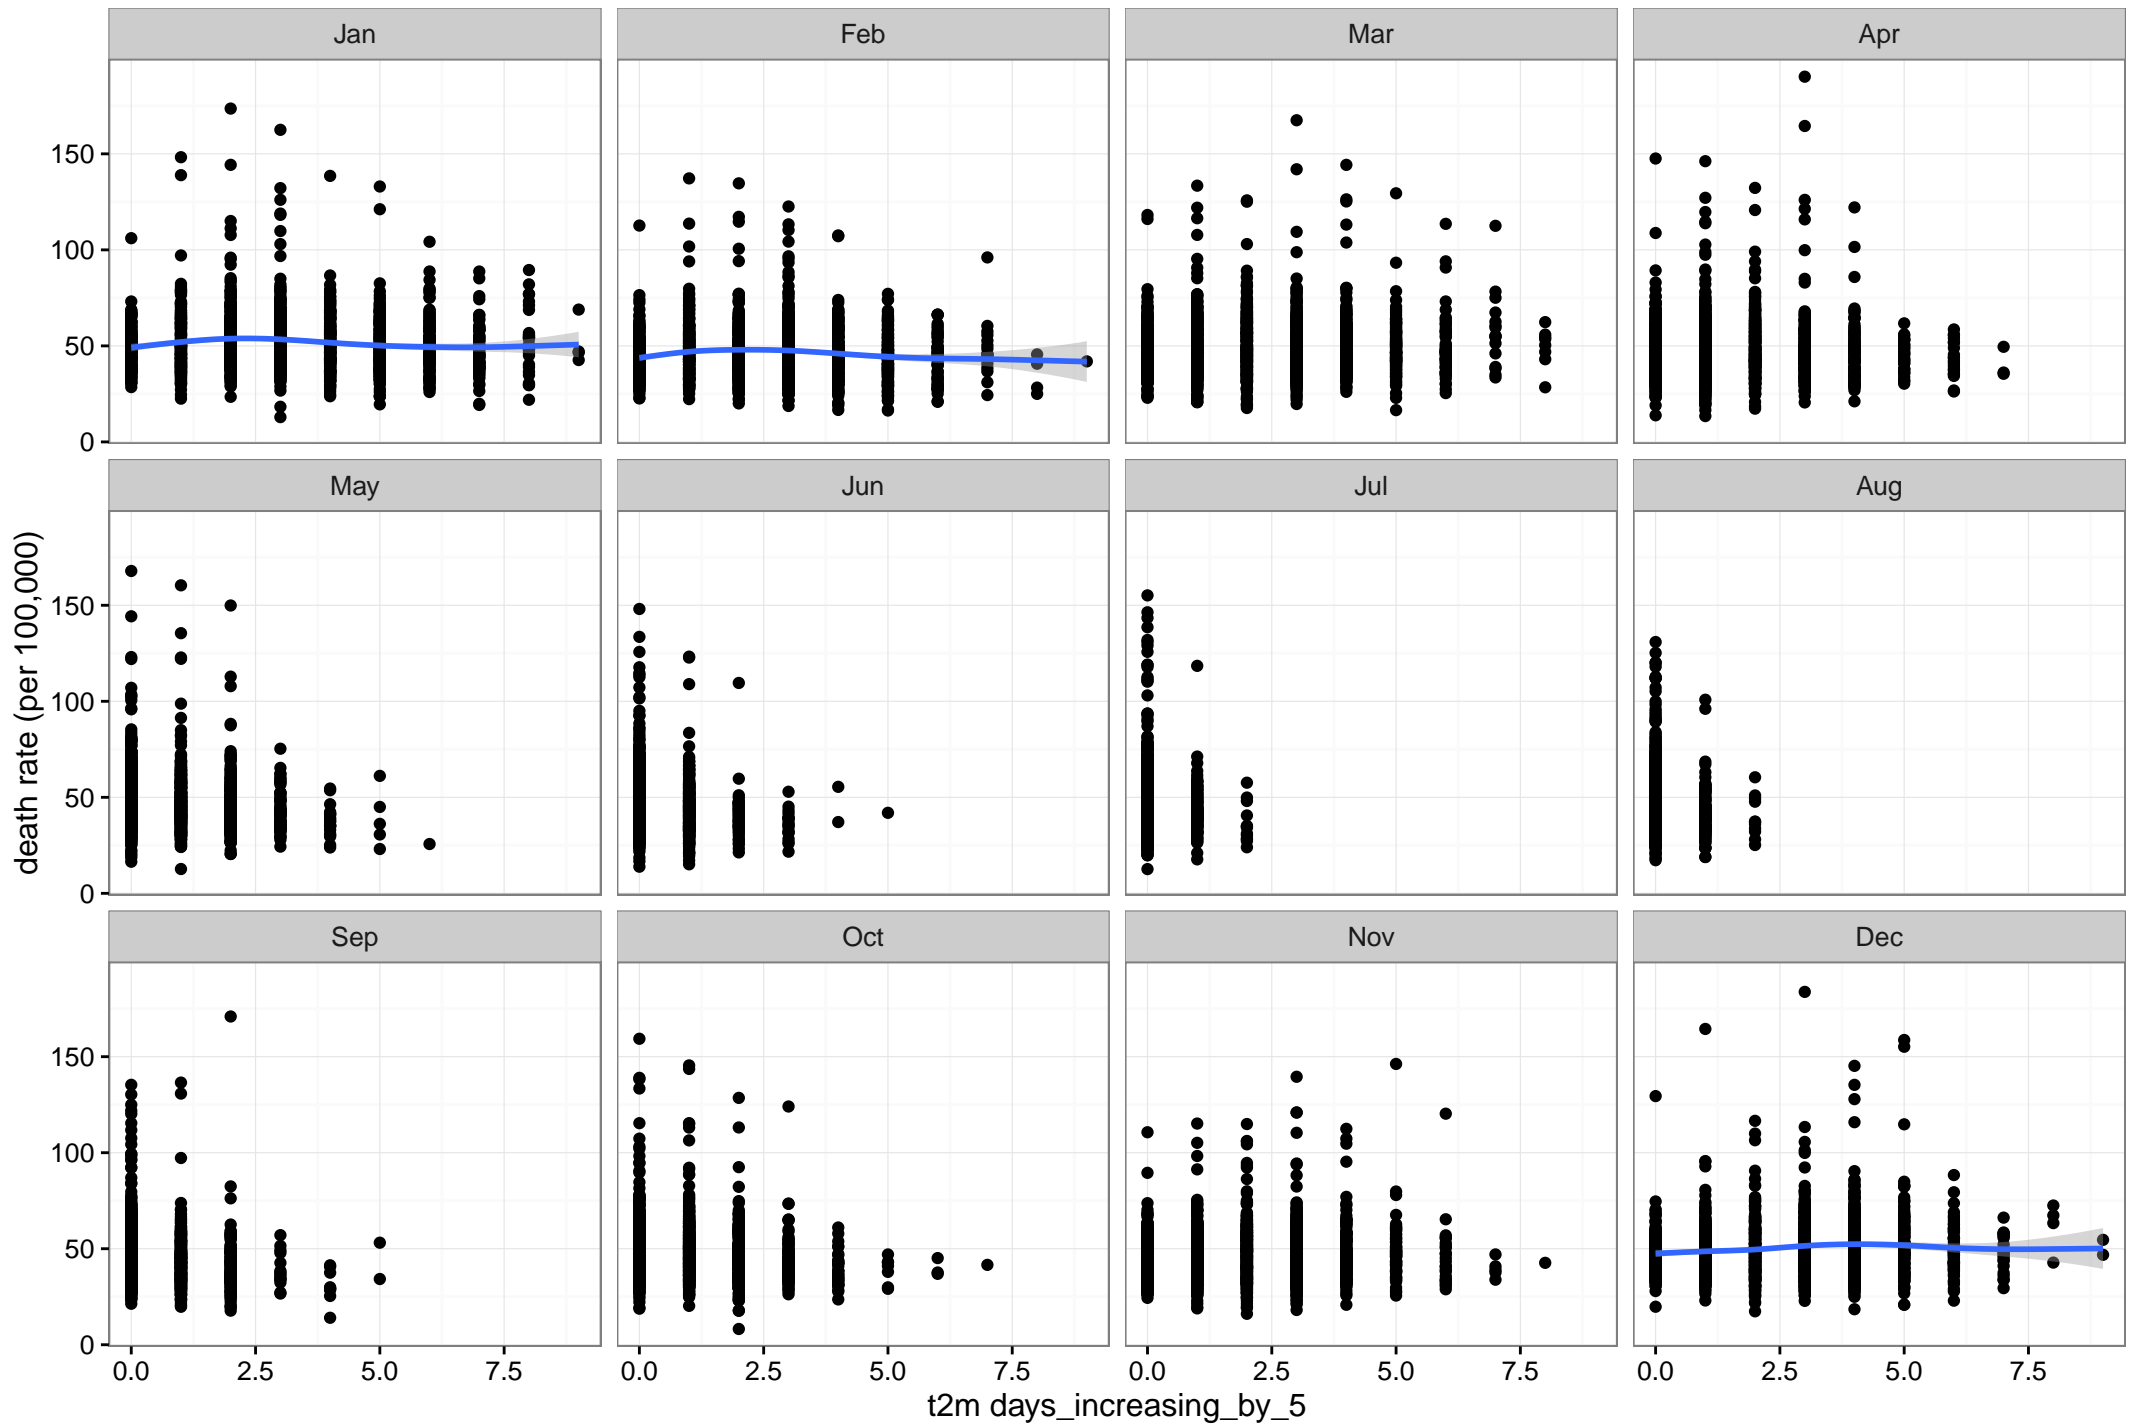 Jan Feb Mar Apr
150
100
50
0
May Jun Jul Aug
death rate (per 100,000)
150
100
50
0
Sep Oct Nov Dec
150
100
50
0
0.0 2.5 5.0 7.5 0.0 2.5 5.0 7.5 0.0 2.5 5.0 7.5 0.0 2.5 5.0 7.5
t2m days_increasing_by_5